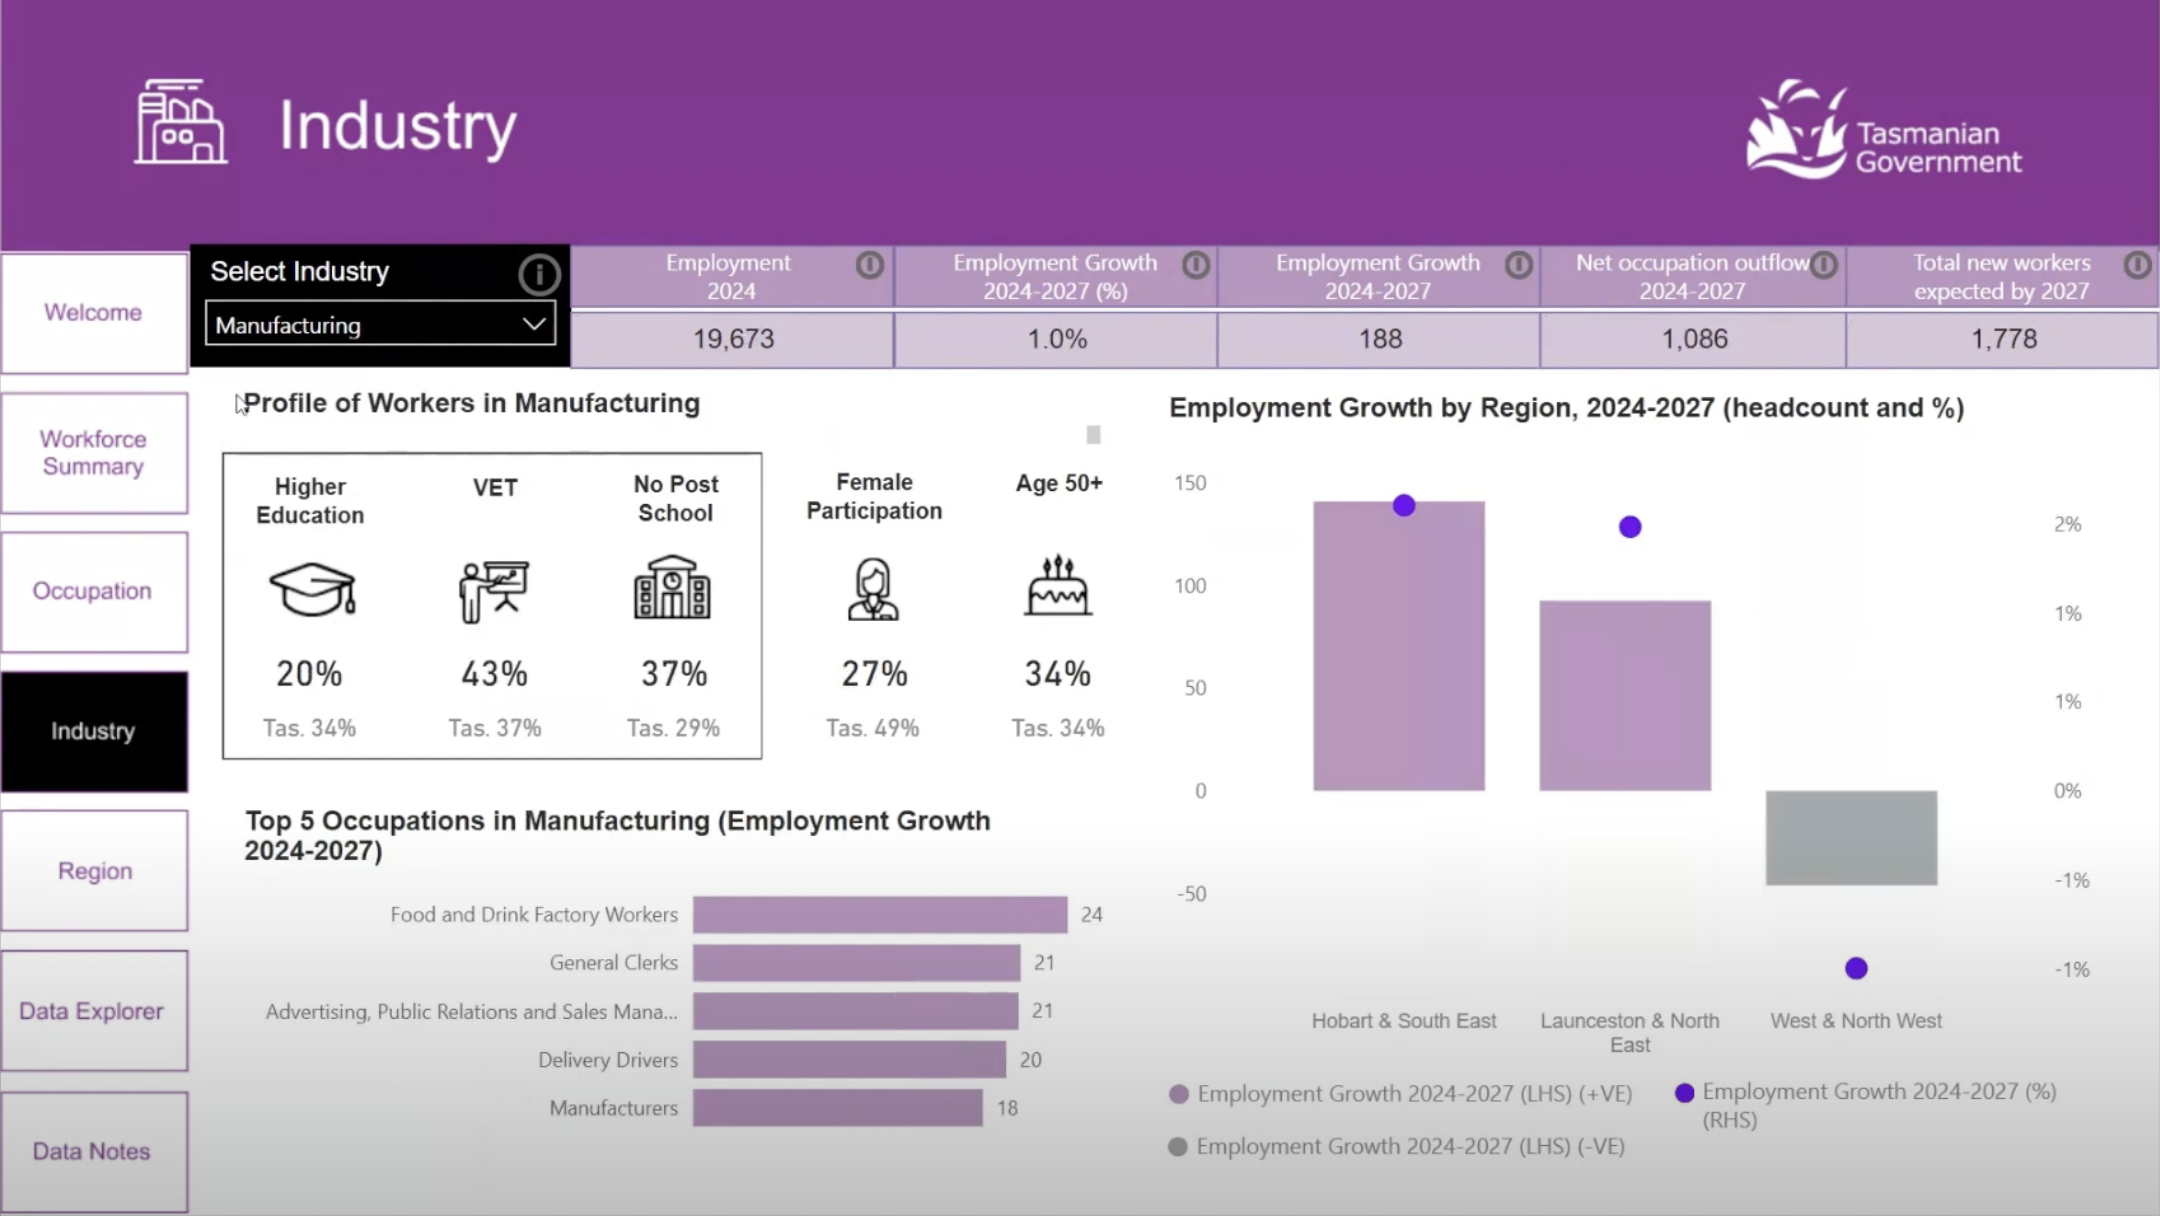 Industry
Tasmanian
Government
Welcome
Workforce
Summary
Occupation
Industry
Region
Data Explorer
Data Notes
Select Industry
Manufacturing
Employment
2024
19,673
Employment Growth
2024-2027 (%)
1.0%
Employment Growth
2024-2027
188
Net occupation outflow
2024-2027
1,086
Total new workers
expected by 2027
1,778
Profile of Workers in Manufacturing
Higher
Education
20%
Tas. 34%
VET
43%
Tas. 37%
No Post
School
37%
Tas. 29%
Female
Participation
27%
Tas. 49%
Age 50+
34%
Tas. 34%
Top 5 Occupations in Manufacturing (Employment Growth
2024-2027)
Food and Drink Factory Workers 24
General Clerks 21
Advertising, Public Relations and Sales Mana... 21
Delivery Drivers 20
Manufacturers 18
Employment Growth by Region, 2024-2027 (headcount and %)
150
100
50
0
-50
2%
1%
1%
0%
-1%
-1%
Hobart & South East
Launceston & North
East
West & North West
Employment Growth 2024-2027 (LHS) (+VE)
Employment Growth 2024-2027 (%)
(RHS)
Employment Growth 2024-2027 (LHS) (-VE)